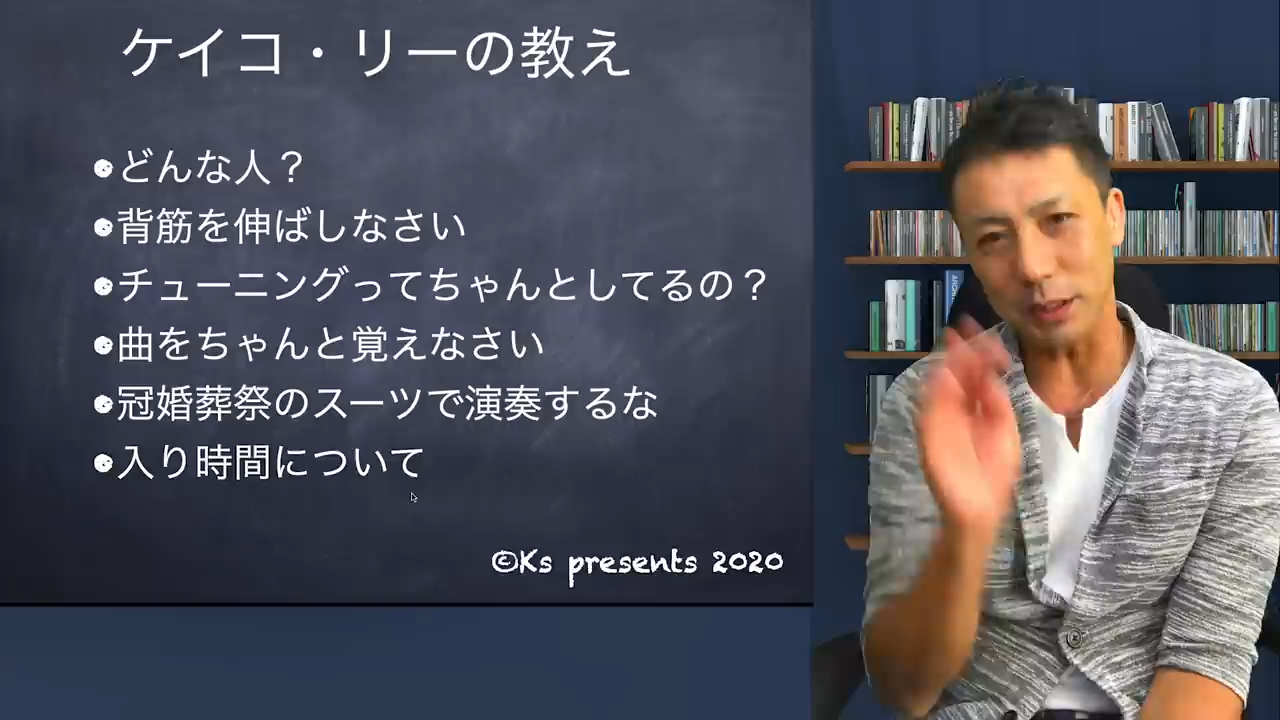 ケイコ・リーの教え
どんな人？
背筋を伸ばしなさい
チューニングってちゃんとしてるの？
曲をちゃんと覚えなさい
冠婚葬祭のスーツで演奏するな
入り時間について
©Ks presents 2020